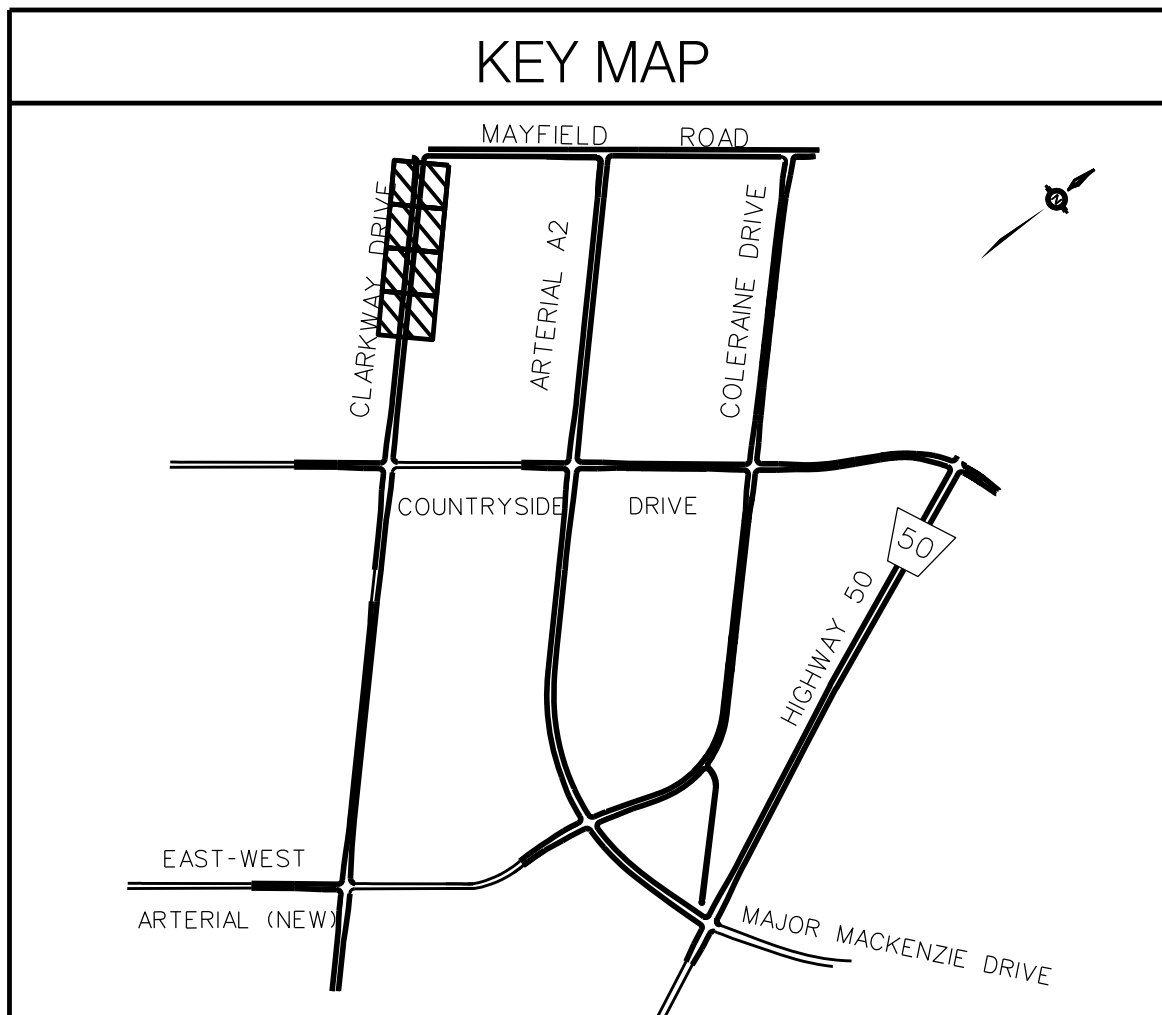 KEY MAP
MAYFIELD ROAD
CLARKWAY DRIVE
ARTERIAL A2
COLERAINE DRIVE
N
COUNTRYSIDE DRIVE
50
HIGHWAY 50
EAST-WEST
ARTERIAL (NEW)
MAJOR MACKENZIE DRIVE